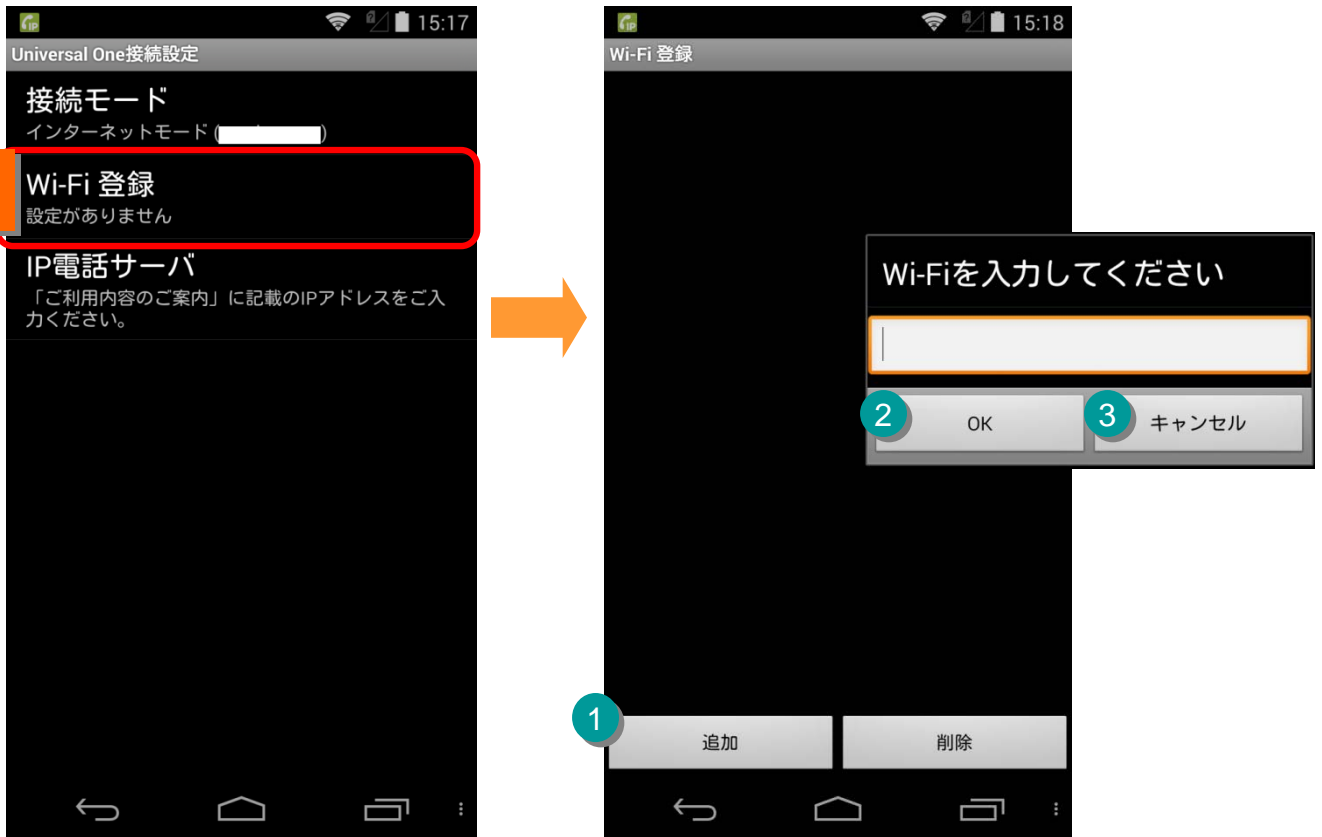 15:17
Universal One接続設定
接続モード
インターネットモード ( )
Wi-Fi 登録
設定がありません
IP電話サーバ
「ご利用内容のご案内」に記載のIPアドレスをご入
力ください。
15:18
Wi-Fi 登録
Wi-Fiを入力してください
2 OK
3 キャンセル
1 追加
削除